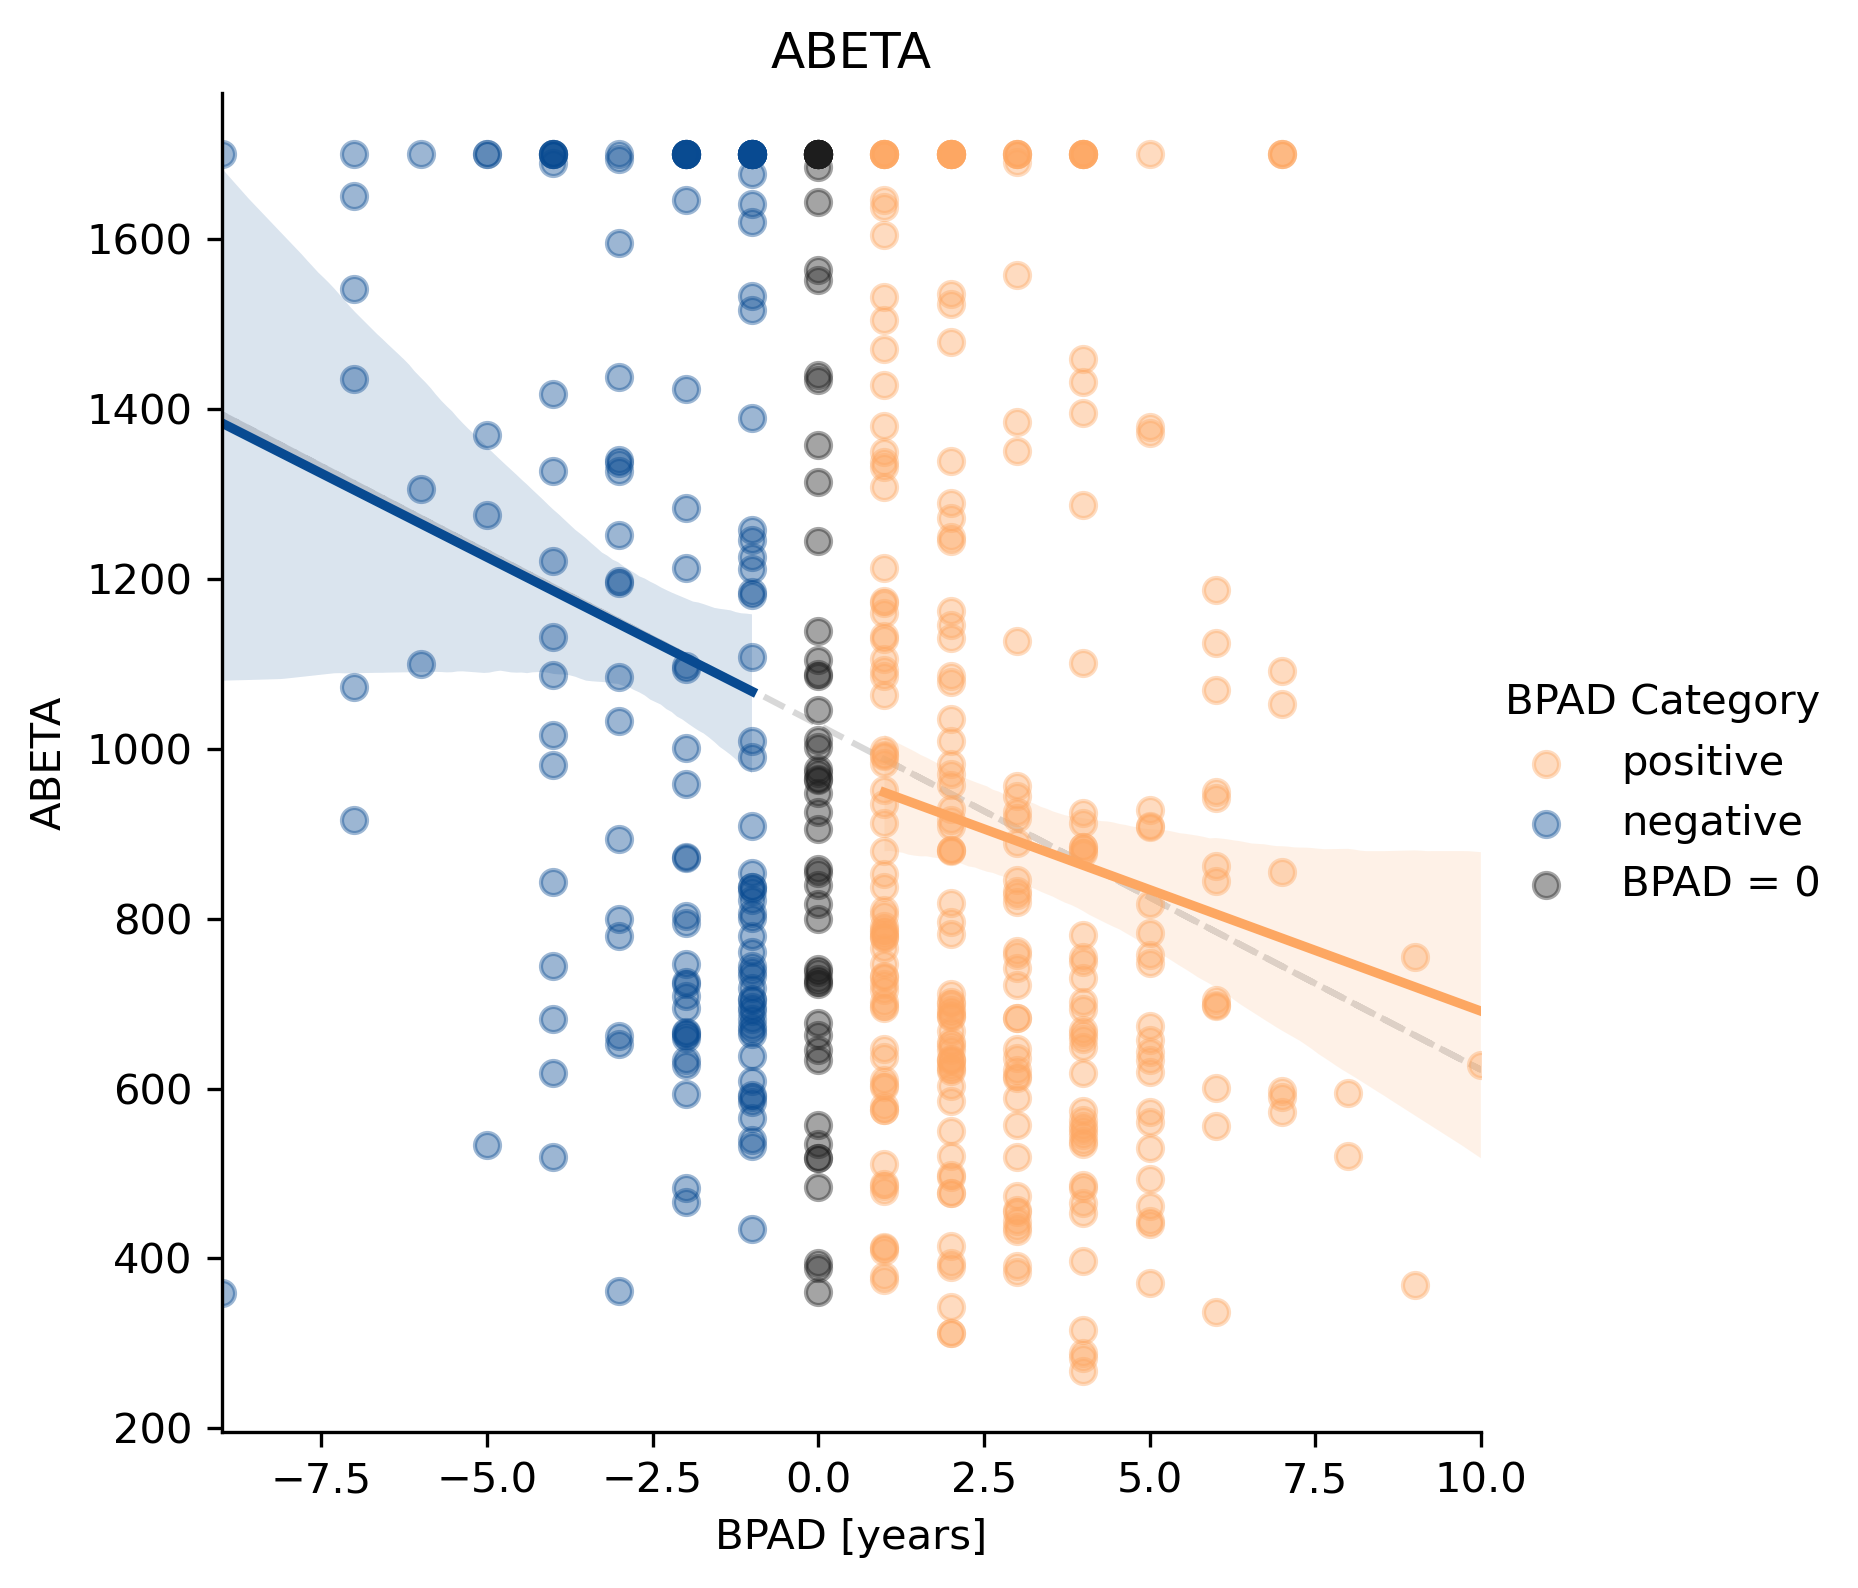 ABETA
1600
1400
1200
1000
800
600
400
200
ABETA
−7.5 −5.0 −2.5 0.0 2.5 5.0 7.5 10.0
BPAD [years]
BPAD Category
positive
negative
BPAD = 0